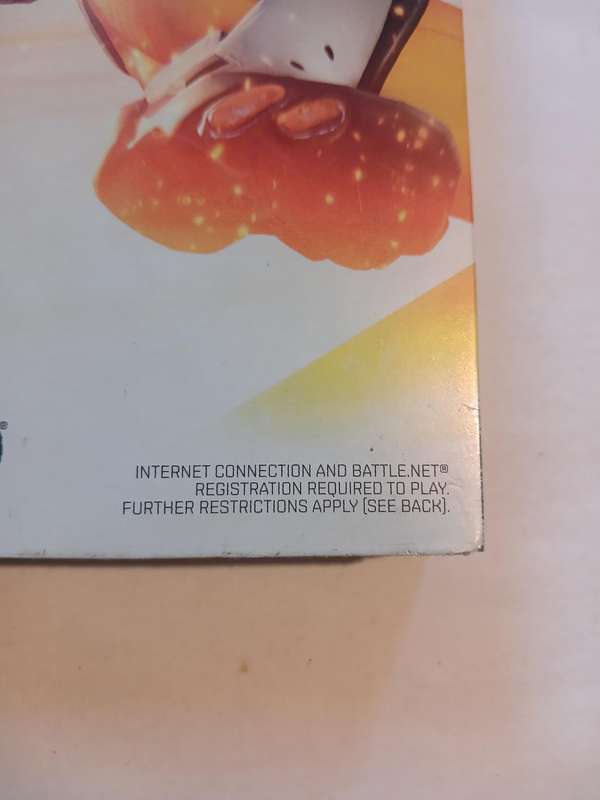 ®
INTERNET CONNECTION AND BATTLE.NET®
REGISTRATION REQUIRED TO PLAY.
FURTHER RESTRICTIONS APPLY [SEE BACK].